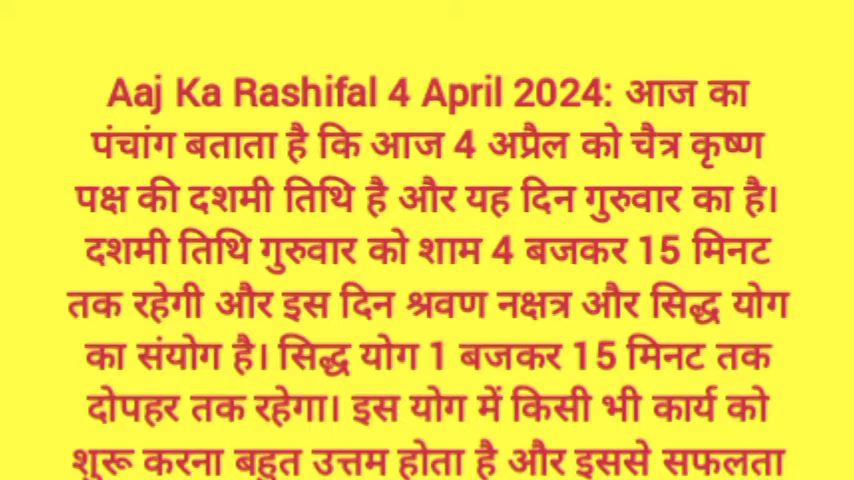 Aaj Ka Rashifal 4 April 2024: आज का
पंचांग बताता है कि आज 4 अप्रैल को चैत्र कृष्ण
पक्ष की दशमी तिथि है और यह दिन गुरुवार का है।
दशमी तिथि गुरुवार को शाम 4 बजकर 15 मिनट
तक रहेगी और इस दिन श्रवण नक्षत्र और सिद्ध योग
का संयोग है। सिद्ध योग 1 बजकर 15 मिनट तक
दोपहर तक रहेगा। इस योग में किसी भी कार्य को
शुरू करना बहुत उत्तम होता है और इससे सफलता